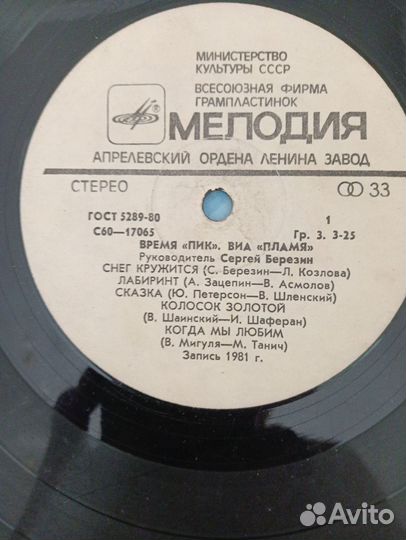 МИНИСТЕРСТВО
КУЛЬТУРЫ СССР
ВСЕСОЮЗНАЯ ФИРМА
ГРАМПЛАСТИНОК
МЕЛОДИЯ
АПРЕЛЕВСКИЙ ОРДЕНА ЛЕНИНА ЗАВОД
СТЕРЕО 33
ГОСТ 5289-80 1
С60—17065 Гр. 3. 3-25
ВРЕМЯ «ПИК». ВИА «ПЛАМЯ»
Руководитель Сергей Березин
СНЕГ КРУЖИТСЯ (С. Березин—Л. Козлова)
ЛАБИРИНТ (А. Зацепин—В. Асмолов)
СКАЗКА (Ю. Петерсон—В. Шленский)
КОЛОСОК ЗОЛОТОЙ
(В. Шаинский—И. Шаферан)
КОГДА МЫ ЛЮБИМ
(В. Мигуля—М. Танич)
Запись 1981 г.
Avito